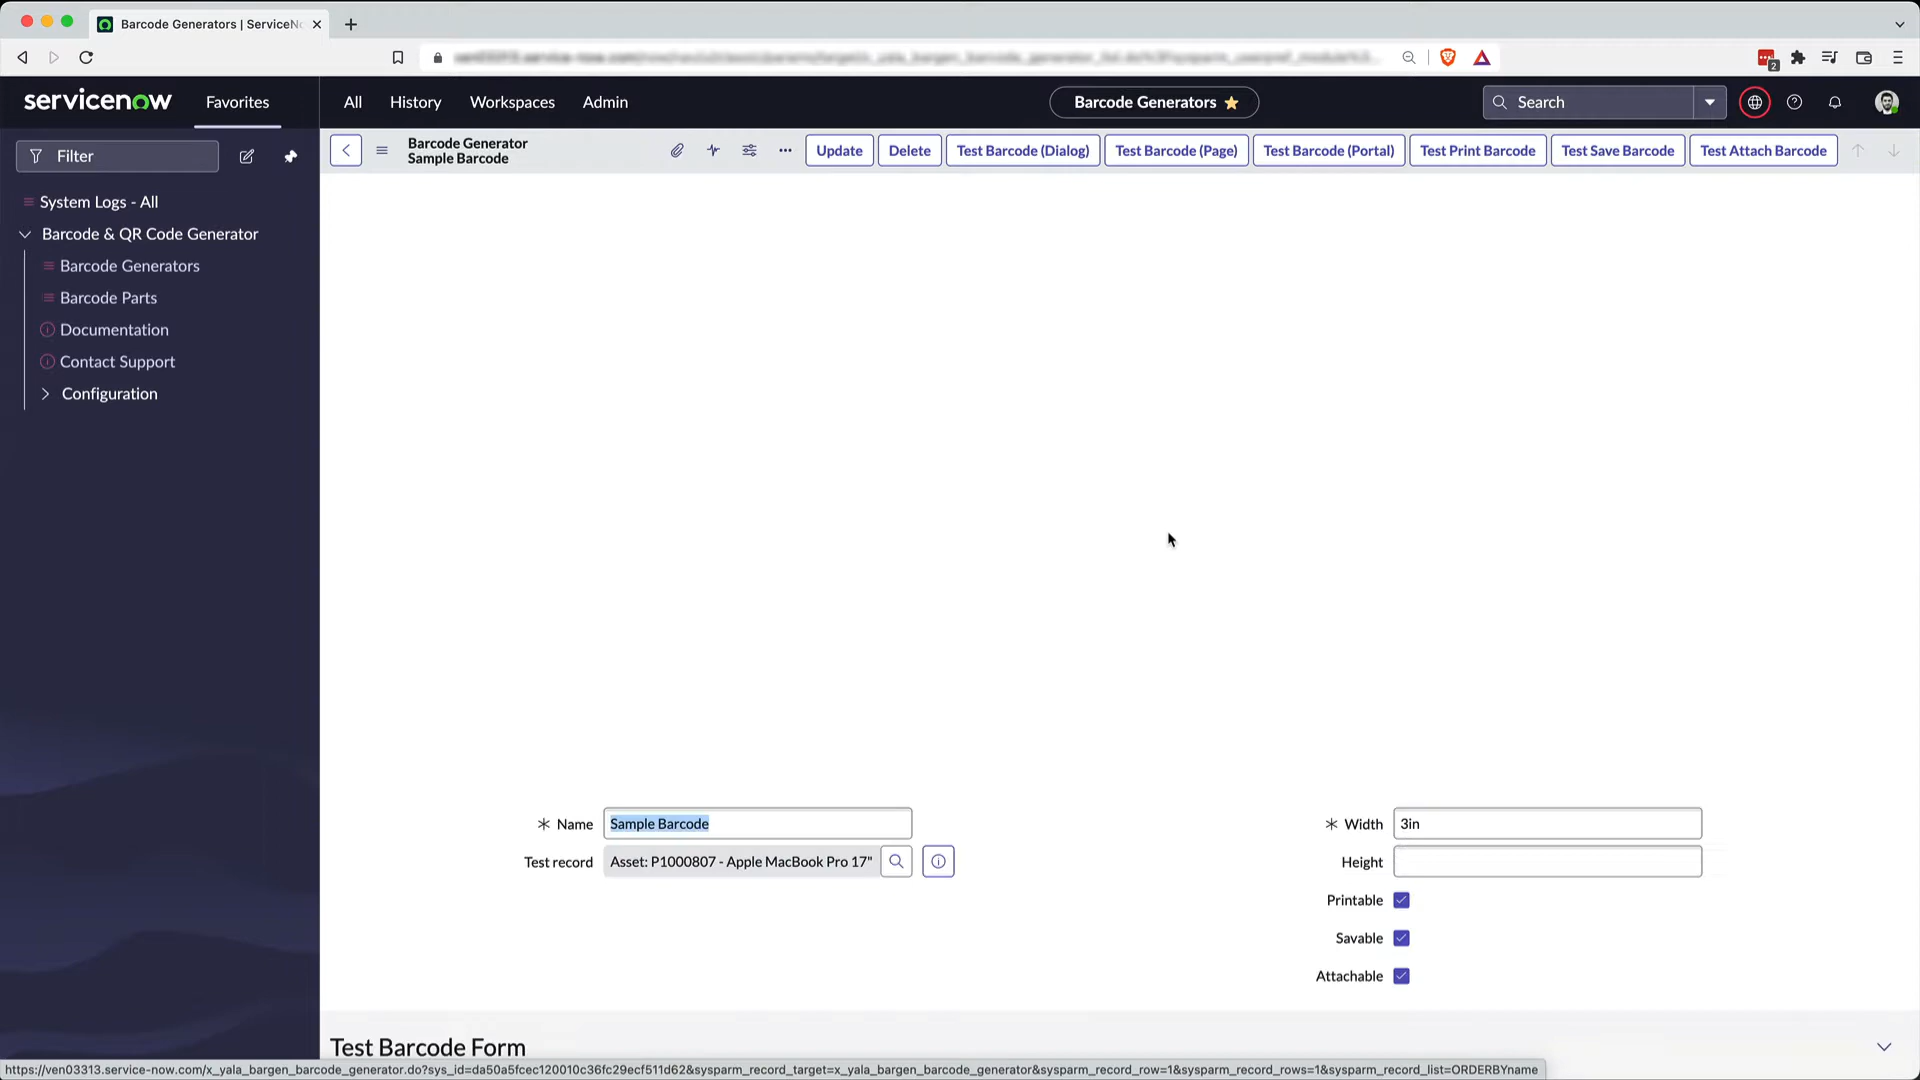 Barcode Generators | ServiceN
servicenow
Favorites
All
History
Workspaces
Admin
Barcode Generators
Search
2
Filter
Barcode Generator
Sample Barcode
Update
Delete
Test Barcode (Dialog)
Test Barcode (Page)
Test Barcode (Portal)
Test Print Barcode
Test Save Barcode
Test Attach Barcode
System Logs - All
Barcode & QR Code Generator
Barcode Generators
Barcode Parts
Documentation
Contact Support
Configuration
Name
Sample Barcode
Width
3in
Test record
Asset: P1000807 - Apple MacBook Pro 17"
Height
Printable
Savable
Attachable
Test Barcode Form
https://ven03313.service-now.com/x_yala_bargen_barcode_generator.do?sys_id=da50a5fcec120010c36fc29ecf511d62&sysparm_record_target=x_yala_bargen_barcode_generator&sysparm_record_row=1&sysparm_record_rows=1&sysparm_record_list=ORDERBYname